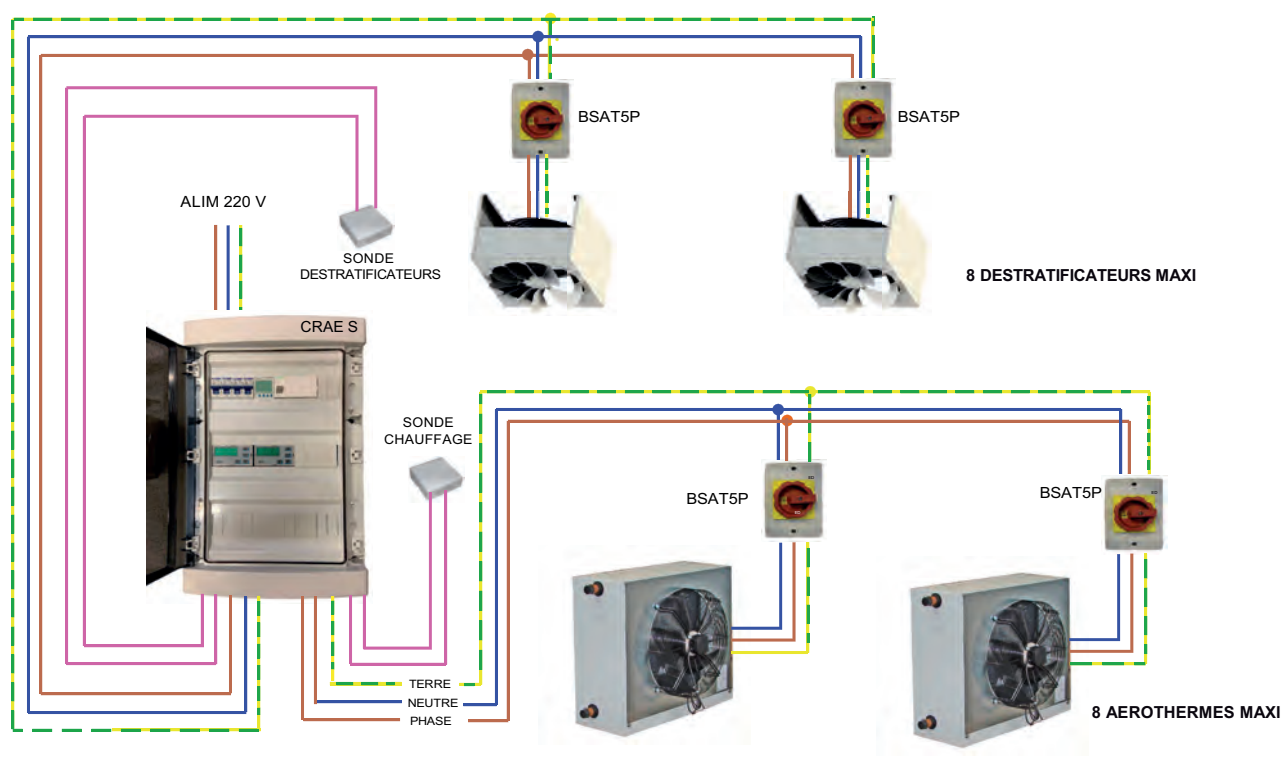 BSAT5P
BSAT5P
ALIM 220 V
SONDE
DESTRATIFICATEURS
8 DESTRATIFICATEURS MAXI
CRAE S
SONDE
CHAUFFAGE
BSAT5P
BSAT5P
TERRE
NEUTRE
PHASE
8 AEROTHERMES MAXI